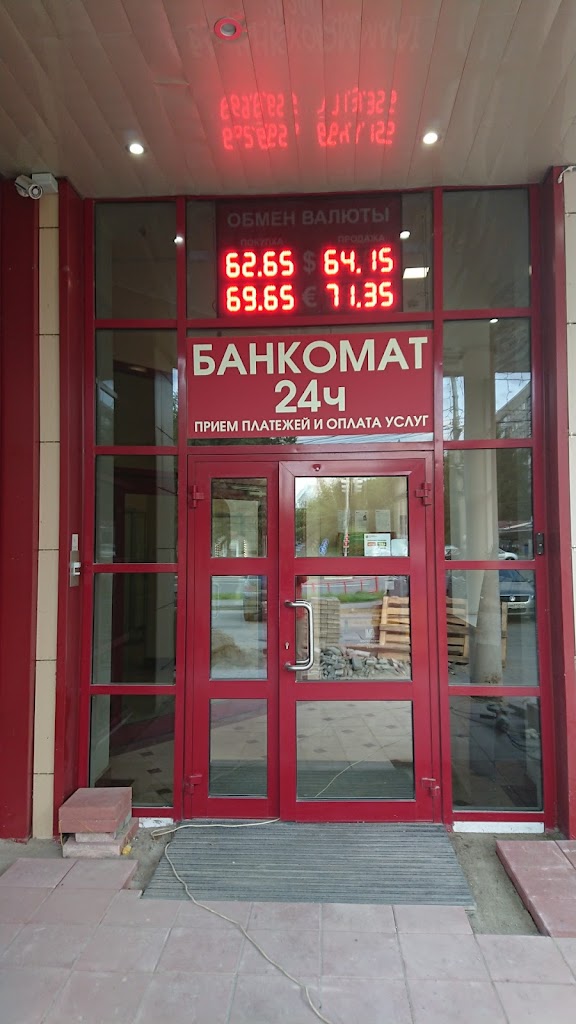 ОБМЕН ВАЛЮТЫ
ПОКУПКА ПРОДАЖА
62.65 $ 64.15
69.65 € 71.35
БАНКОМАТ
24ч
ПРИЕМ ПЛАТЕЖЕЙ И ОПЛАТА УСЛУГ